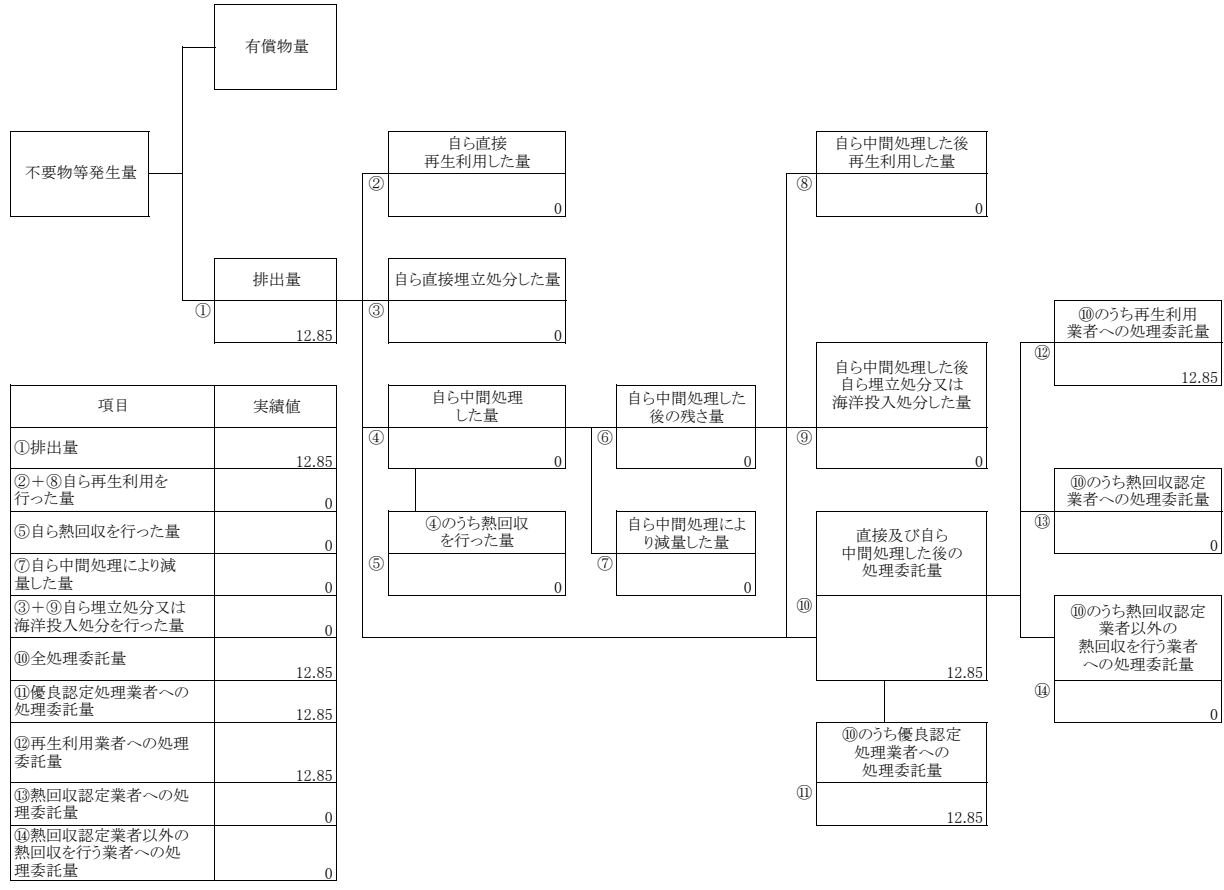 有償物量
不要物等発生量
自ら直接
再生利用した量
②
0
自ら中間処理した後
再生利用した量
⑧
0
排出量
①
12.85
自ら直接埋立処分した量
③
0
⑩のうち再生利用
業者への処理委託量
⑫
12.85
自ら中間処理
した量
④
0
自ら中間処理した
後の残さ量
⑥
0
自ら中間処理した後
自ら埋立処分又は
海洋投入処分した量
⑨
0
⑩のうち熱回収認定
業者への処理委託量
⑬
0
④のうち熱回収
を行った量
⑤
0
自ら中間処理によ
り減量した量
⑦
0
直接及び自ら
中間処理した後の
処理委託量
⑩
12.85
⑩のうち熱回収認定
業者以外の
熱回収を行う業者
への処理委託量
⑭
0
⑩のうち優良認定
処理業者への
処理委託量
⑪
12.85
項目 実績値
①排出量
12.85
②＋⑧自ら再生利用を
行った量
0
⑤自ら熱回収を行った量
0
⑦自ら中間処理により減
量した量
0
③＋⑨自ら埋立処分又は
海洋投入処分を行った量
0
⑩全処理委託量
12.85
⑪優良認定処理業者への
処理委託量
12.85
⑫再生利用業者への処理
委託量
12.85
⑬熱回収認定業者への処
理委託量
0
⑭熱回収認定業者以外の
熱回収を行う業者への処
理委託量
0